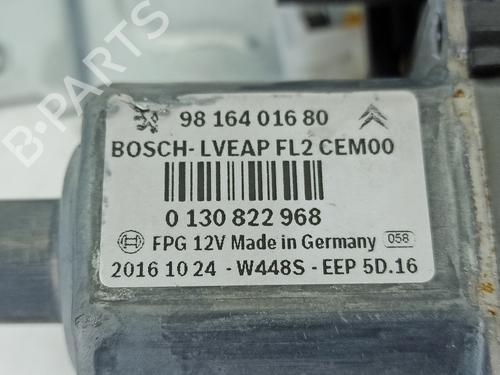 98 164 016 80
BOSCH- LVEAP FL2 CEM00
0 130 822 968
FPG 12V Made in Germany 058
2016 10 24 - W448S - EEP 5D.16
B-PARTS